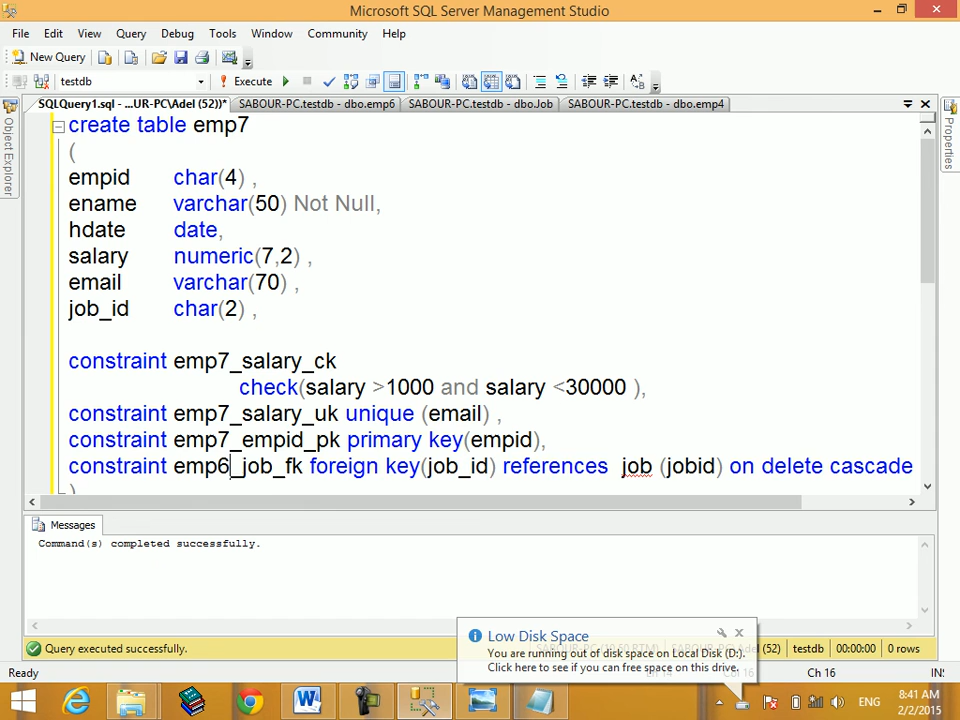 Microsoft SQL Server Management Studio
File Edit View Query Debug Tools Window Community Help
New Query
testdb Execute
SQLQuery1.sql - ...UR-PC\Adel (52))* SABOUR-PC.testdb - dbo.emp6 SABOUR-PC.testdb - dbo.Job SABOUR-PC.testdb - dbo.emp4
Object Explorer
Properties
create table emp7
(
empid char(4) ,
ename varchar(50) Not Null,
hdate date,
salary numeric(7,2) ,
email varchar(70) ,
job_id char(2) ,
constraint emp7_salary_ck
check(salary >1000 and salary <30000 ),
constraint emp7_salary_uk unique (email) ,
constraint emp7_empid_pk primary key(empid),
constraint emp6_job_fk foreign key(job_id) references job (jobid) on delete cascade
)
Messages
Command(s) completed successfully.
Low Disk Space
You are running out of disk space on Local Disk (D:).
Click here to see if you can free space on this drive.
Query executed successfully. (52) testdb 00:00:00 0 rows
Ready Ch 16 INS
ENG 8:41 AM
2/2/2015